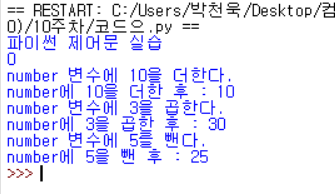 == RESTART: C:/Users/박천욱/Desktop/컴
0)/10주차/코드으.py ==
파이썬 제어문 실습
0
number 변수에 10을 더한다.
number에 10을 더한 후 : 10
number 변수에 3을 곱한다.
number에 3을 곱한 후 : 30
number 변수에 5를 뺀다.
number에 5를 뺀 후 : 25
>>>